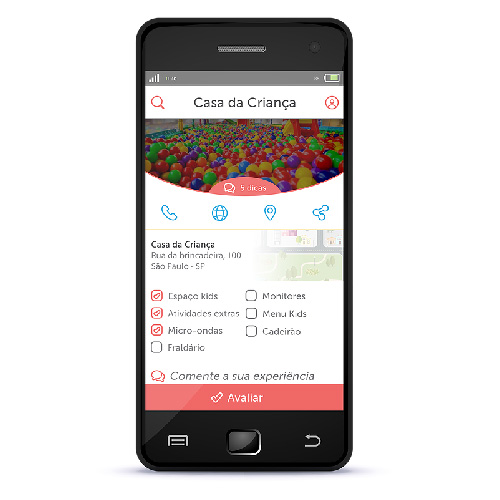 Casa da Criança
5 dicas
Casa da Criança
Rua da brincadeira, 100
São Paulo - SP
Espaço kids
Monitores
Atividades extras
Menu Kids
Micro-ondas
Cadeirão
Fraldário
Comente a sua experiência
Avaliar